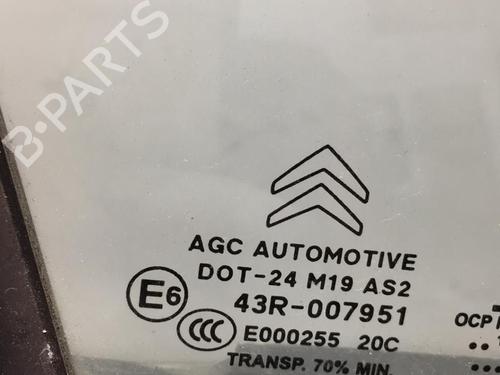 B-PARTS
AGC AUTOMOTIVE
DOT-24 M19 AS2
E6 43R-007951
CCC E000255 20C
TRANSP. 70% MIN.
OCP